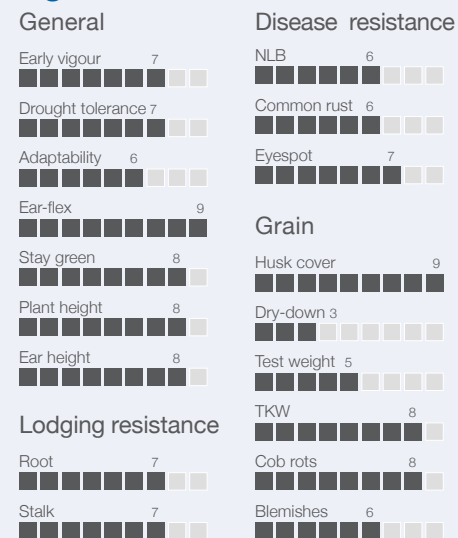 General
Early vigour 7
Drought tolerance 7
Adaptability 6
Ear-flex 9
Stay green 8
Plant height 8
Ear height 8
Lodging resistance
Root 7
Stalk 7
Disease resistance
NLB 6
Common rust 6
Eyespot 7
Grain
Husk cover 9
Dry-down 3
Test weight 5
TKW 8
Cob rots 8
Blemishes 6